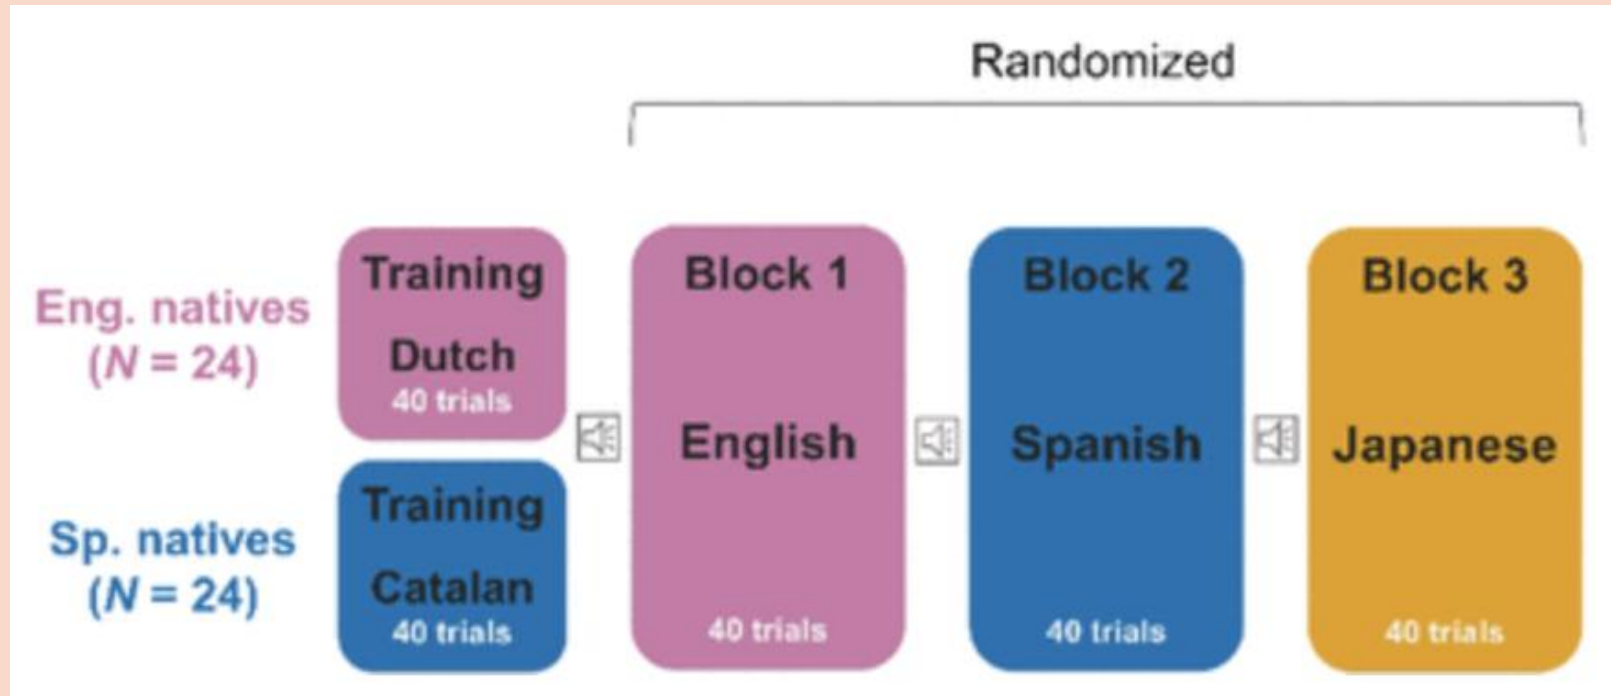 Randomized
Eng. natives
(N = 24)
Training
Dutch
40 trials
Sp. natives
(N = 24)
Training
Catalan
40 trials
Block 1
English
40 trials
Block 2
Spanish
40 trials
Block 3
Japanese
40 trials